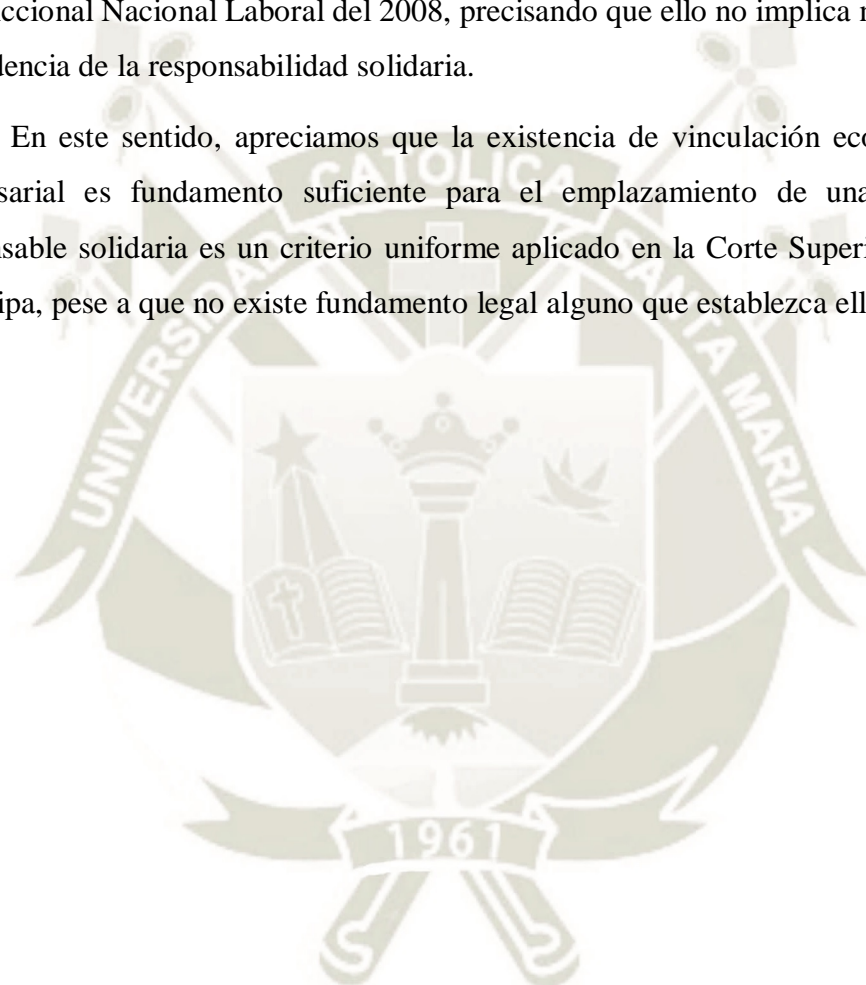 iccional Nacional Laboral del 2008, precisando que ello no implica
dencia de la responsabilidad solidaria.
En este sentido, apreciamos que la existencia de vinculación eco
sarial es fundamento suficiente para el emplazamiento de una
nsable solidaria es un criterio uniforme aplicado en la Corte Superi
ipa, pese a que no existe fundamento legal alguno que establezca ell
UNIVERSIDAD CATOLICA SANTA MARIA
1961